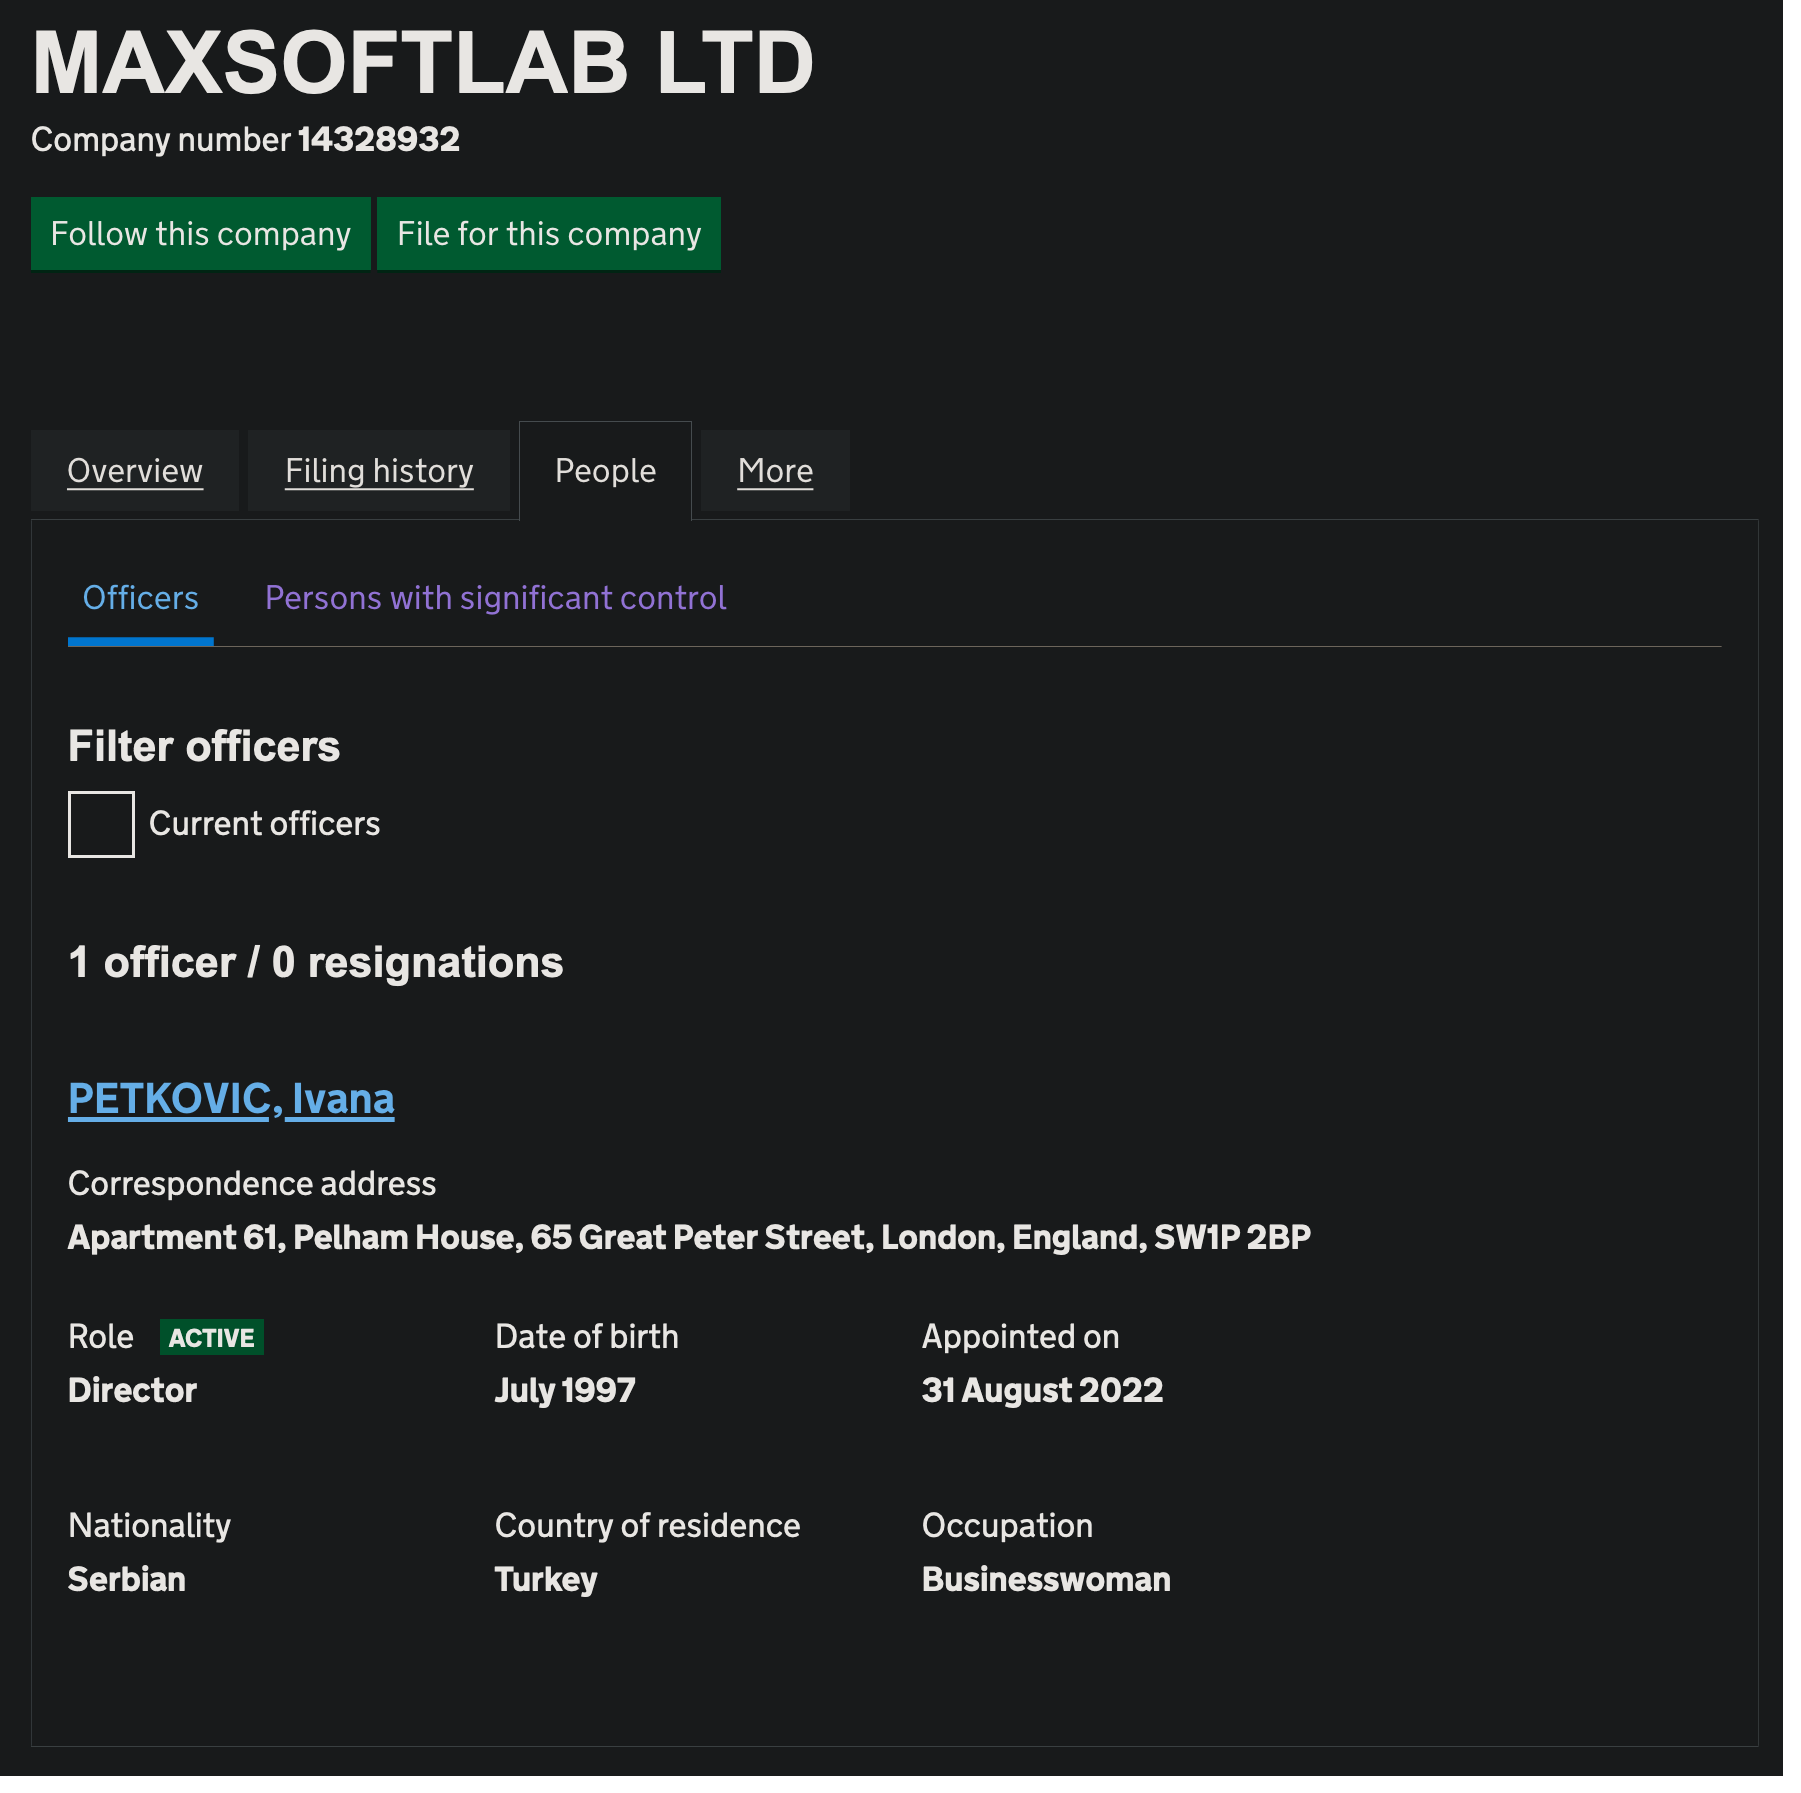 MAXSOFTLAB LTD
Company number 14328932
Follow this company File for this company
Overview Filing history People More
Officers Persons with significant control
Filter officers
Current officers
1 officer / 0 resignations
PETKOVIC, Ivana
Correspondence address
Apartment 61, Pelham House, 65 Great Peter Street, London, England, SW1P 2BP
Role ACTIVE Date of birth Appointed on
Director July 1997 31 August 2022
Nationality Country of residence Occupation
Serbian Turkey Businesswoman